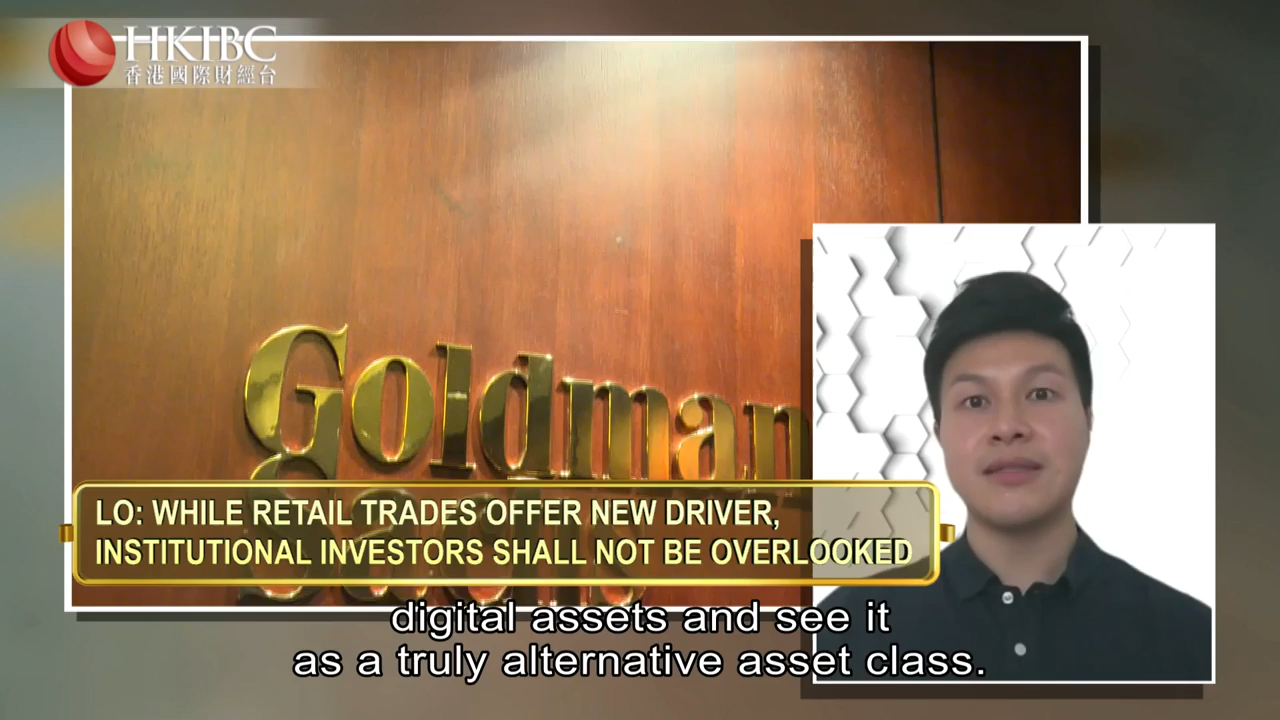 HKIBC
香港國際財經台
Goldman
Sachs
LO: WHILE RETAIL TRADES OFFER NEW DRIVER,
INSTITUTIONAL INVESTORS SHALL NOT BE OVERLOOKED
digital assets and see it
as a truly alternative asset class.